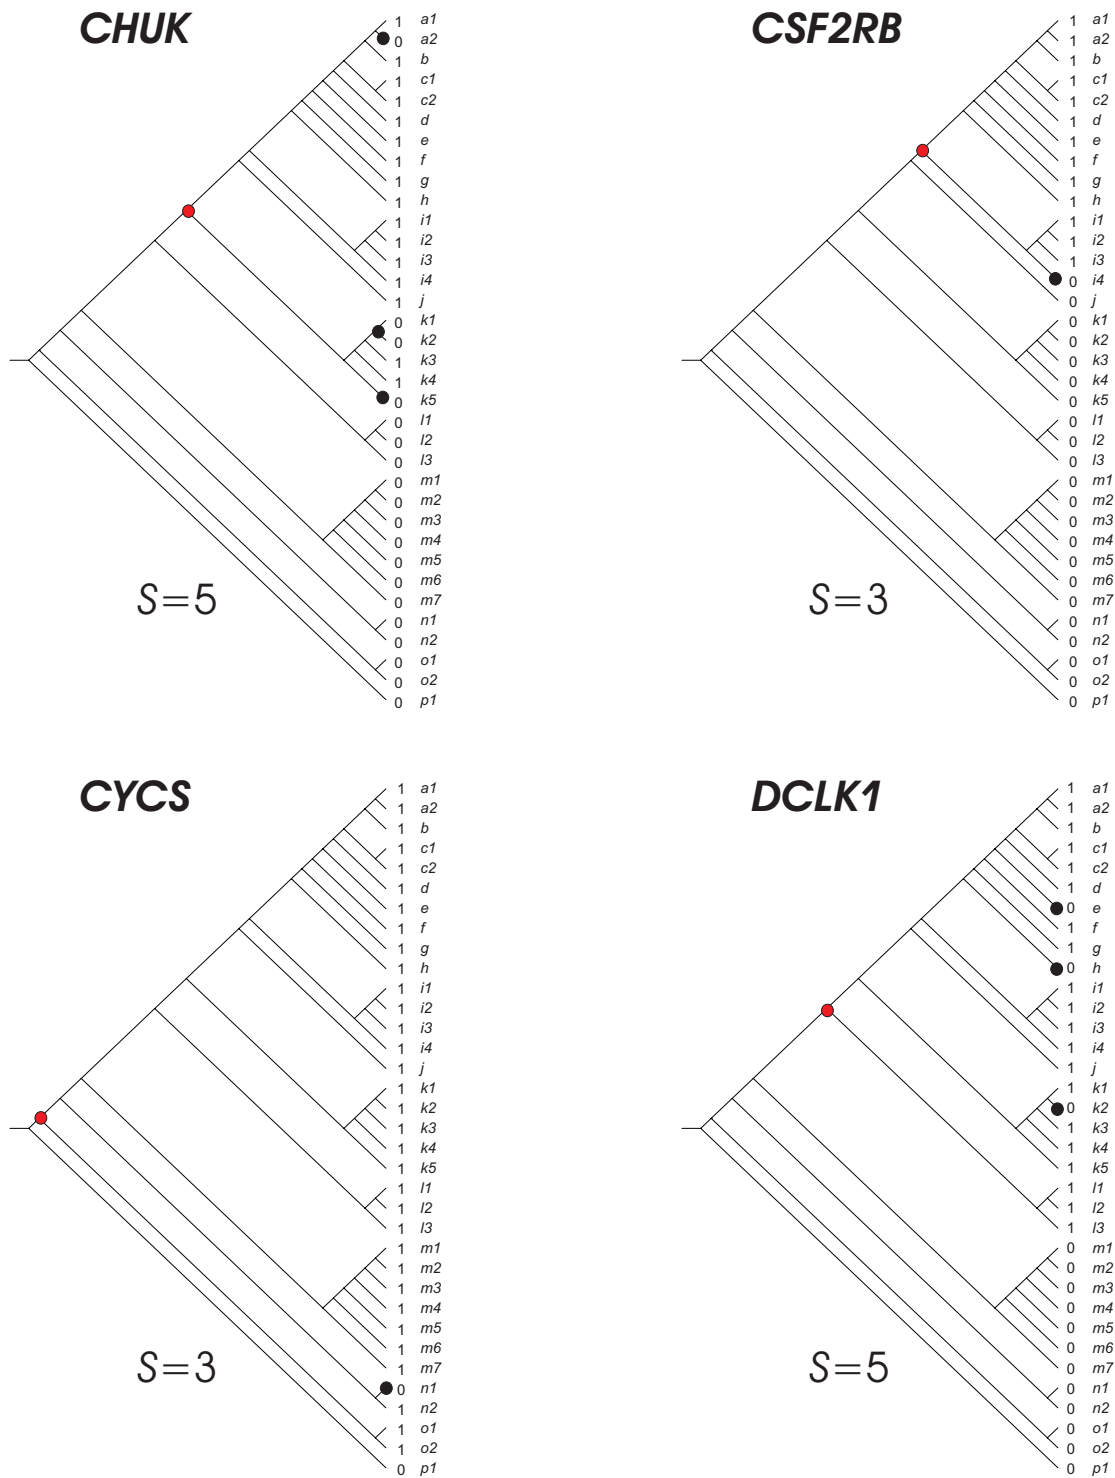 CHUK
1 a1
0 a2
1 b
1 c1
1 c2
1 d
1 e
1 f
1 g
1 h
1 i1
1 i2
1 i3
1 i4
1 j
0 k1
0 k2
1 k3
1 k4
0 k5
0 l1
0 l2
0 l3
0 m1
0 m2
0 m3
0 m4
0 m5
0 m6
0 m7
0 n1
0 n2
0 o1
0 o2
0 p1
S=5
CSF2RB
1 a1
1 a2
1 b
1 c1
1 c2
1 d
1 e
1 f
1 g
1 h
1 i1
1 i2
1 i3
0 i4
0 j
0 k1
0 k2
0 k3
0 k4
0 k5
0 l1
0 l2
0 l3
0 m1
0 m2
0 m3
0 m4
0 m5
0 m6
0 m7
0 n1
0 n2
0 o1
0 o2
0 p1
S=3
CYCS
1 a1
1 a2
1 b
1 c1
1 c2
1 d
1 e
1 f
1 g
1 h
1 i1
1 i2
1 i3
1 i4
1 j
1 k1
1 k2
1 k3
1 k4
1 k5
1 l1
1 l2
1 l3
1 m1
1 m2
1 m3
1 m4
1 m5
1 m6
1 m7
0 n1
1 n2
1 o1
1 o2
0 p1
S=3
DCLK1
1 a1
1 a2
1 b
1 c1
1 c2
1 d
0 e
1 f
1 g
0 h
1 i1
1 i2
1 i3
1 i4
1 j
1 k1
0 k2
1 k3
1 k4
1 k5
1 l1
1 l2
1 l3
0 m1
0 m2
0 m3
0 m4
0 m5
0 m6
0 m7
0 n1
0 n2
0 o1
0 o2
0 p1
S=5